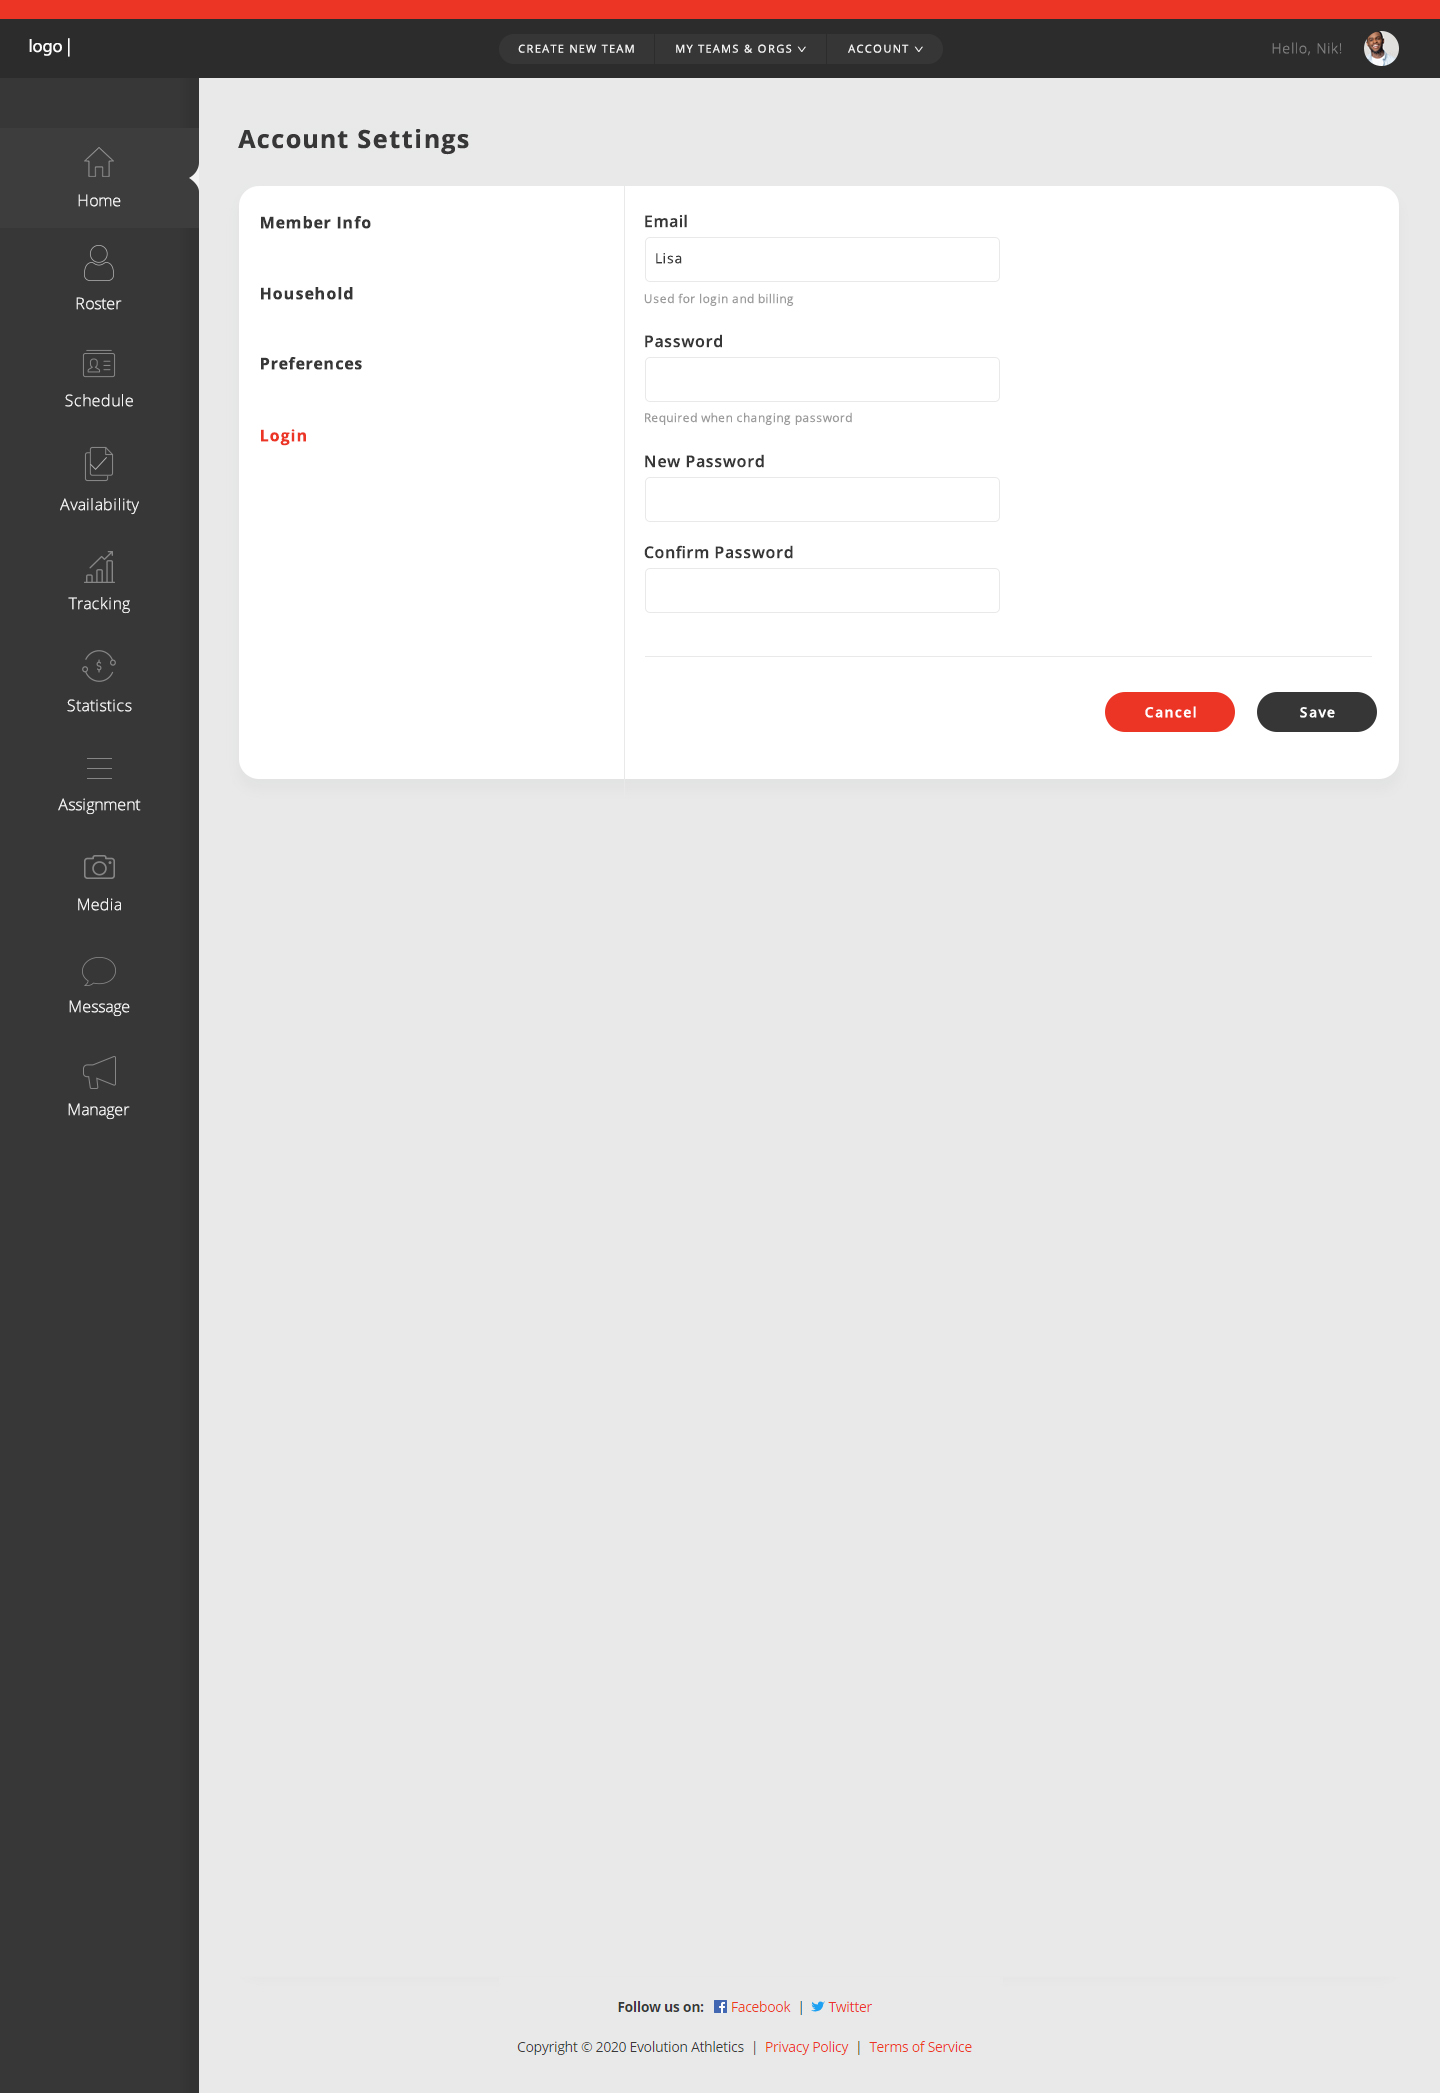 logo |
CREATE NEW TEAM
MY TEAMS & ORGS
ACCOUNT
Hello, Nik!
Home
Roster
Schedule
Availability
Tracking
Statistics
Assignment
Media
Message
Manager
Account Settings
Member Info
Household
Preferences
Login
Email
Lisa
Used for login and billing
Password
Required when changing password
New Password
Confirm Password
Cancel
Save
Follow us on: Facebook | Twitter
Copyright © 2020 Evolution Athletics | Privacy Policy | Terms of Service